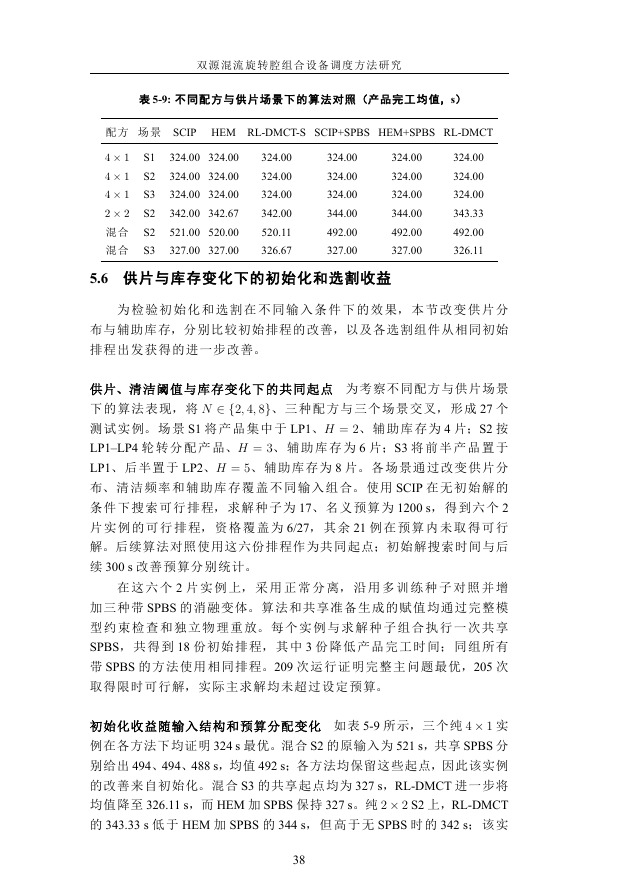 双源混流旋转腔组合设备调度方法研究
表 5-9: 不同配方与供片场景下的算法对照（产品完工均值，s）
配方 场景 SCIP HEM RL-DMCT-S SCIP+SPBS HEM+SPBS RL-DMCT
4 × 1 S1 324.00 324.00 324.00 324.00 324.00 324.00
4 × 1 S2 324.00 324.00 324.00 324.00 324.00 324.00
4 × 1 S3 324.00 324.00 324.00 324.00 324.00 324.00
2 × 2 S2 342.00 342.67 342.00 344.00 344.00 343.33
混合 S2 521.00 520.00 520.11 492.00 492.00 492.00
混合 S3 327.00 327.00 326.67 327.00 327.00 326.11
5.6 供片与库存变化下的初始化和选割收益
为检验初始化和选割在不同输入条件下的效果，本节改变供片分
布与辅助库存，分别比较初始排程的改善，以及各选割组件从相同初始
排程出发获得的进一步改善。
供片、清洁阈值与库存变化下的共同起点 为考察不同配方与供片场景
下的算法表现，将 N ∈ {2, 4, 8}、三种配方与三个场景交叉，形成 27 个
测试实例。场景 S1 将产品集中于 LP1、H = 2、辅助库存为 4 片；S2 按
LP1–LP4 轮转分配产品、H = 3、辅助库存为 6 片；S3 将前半产品置于
LP1、后半置于 LP2、H = 5、辅助库存为 8 片。各场景通过改变供片分
布、清洁频率和辅助库存覆盖不同输入组合。使用 SCIP 在无初始解的
条件下搜索可行排程，求解种子为 17、名义预算为 1200 s，得到六个 2
片实例的可行排程，资格覆盖为 6/27，其余 21 例在预算内未取得可行
解。后续算法对照使用这六份排程作为共同起点；初始解搜索时间与后
续 300 s 改善预算分别统计。
在这六个 2 片实例上，采用正常分离，沿用多训练种子对照并增
加三种带 SPBS 的消融变体。算法和共享准备生成的赋值均通过完整模
型约束检查和独立物理重放。每个实例与求解种子组合执行一次共享
SPBS，共得到 18 份初始排程，其中 3 份降低产品完工时间；同组所有
带 SPBS 的方法使用相同排程。209 次运行证明完整主问题最优，205 次
取得限时可行解，实际主求解均未超过设定预算。
初始化收益随输入结构和预算分配变化 如表 5-9 所示，三个纯 4 × 1 实
例在各方法下均证明 324 s 最优。混合 S2 的原输入为 521 s，共享 SPBS 分
别给出 494、494、488 s，均值 492 s；各方法均保留这些起点，因此该实例
的改善来自初始化。混合 S3 的共享起点均为 327 s，RL-DMCT 进一步将
均值降至 326.11 s，而 HEM 加 SPBS 保持 327 s。纯 2 × 2 S2 上，RL-DMCT
的 343.33 s 低于 HEM 加 SPBS 的 344 s，但高于无 SPBS 时的 342 s；该实
38